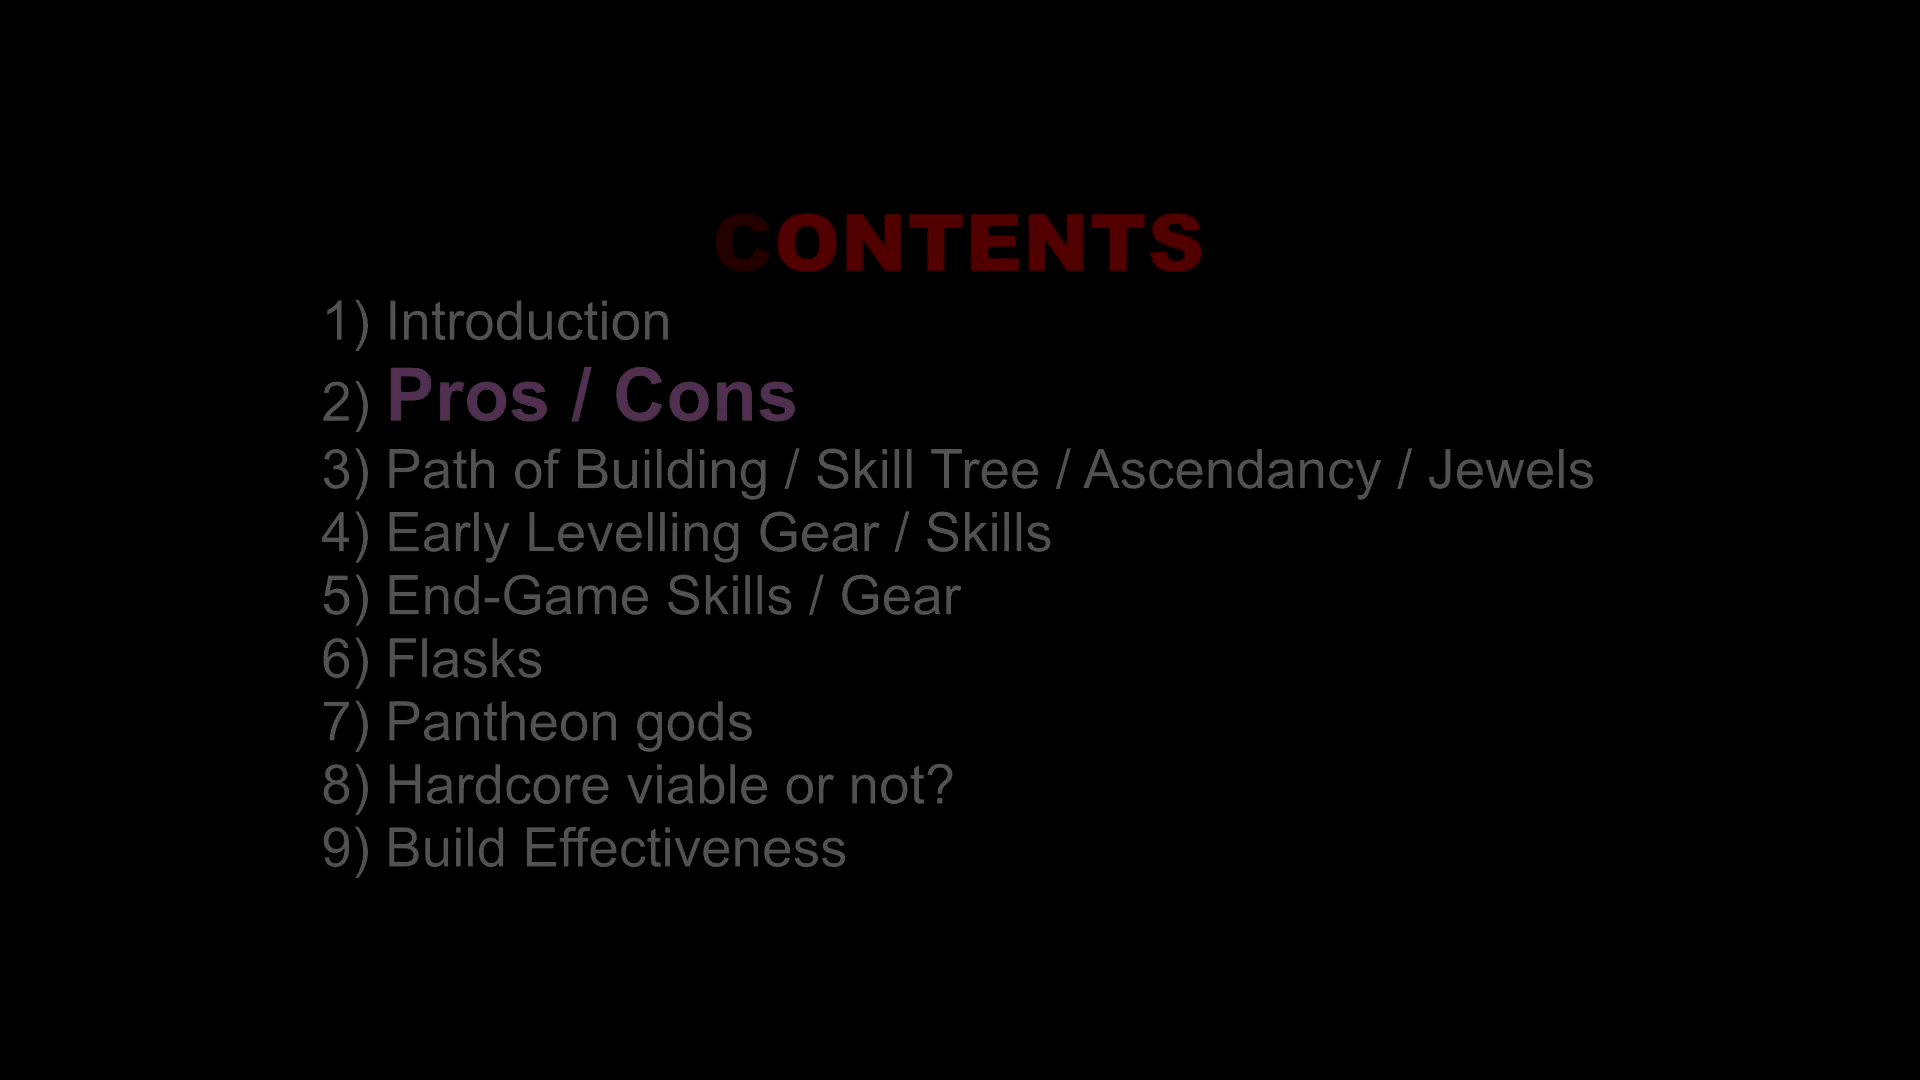 CONTENTS
1) Introduction
2) Pros / Cons
3) Path of Building / Skill Tree / Ascendancy / Jewels
4) Early Levelling Gear / Skills
5) End-Game Skills / Gear
6) Flasks
7) Pantheon gods
8) Hardcore viable or not?
9) Build Effectiveness